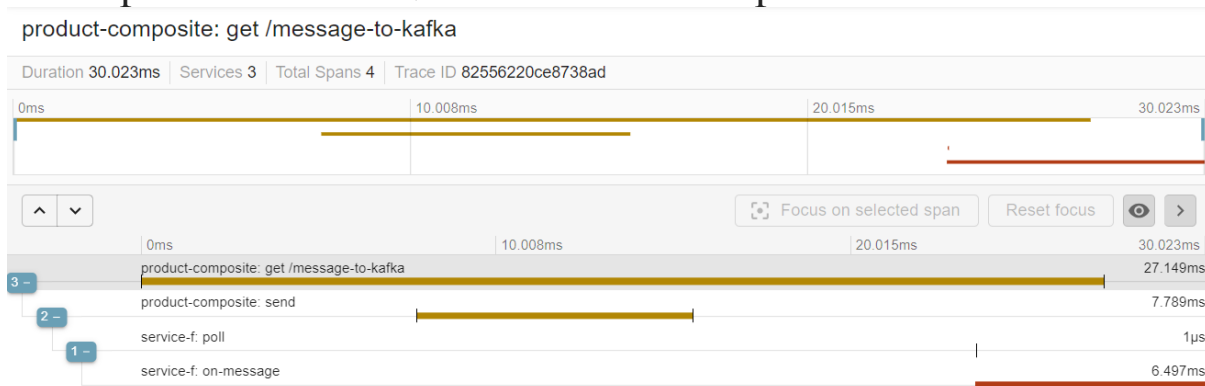 product-composite: get /message-to-kafka
Duration 30.023ms Services 3 Total Spans 4 Trace ID 82556220ce8738ad
0ms 10.008ms 20.015ms 30.023ms
Focus on selected span Reset focus
0ms 10.008ms 20.015ms 30.023ms
product-composite: get /message-to-kafka 27.149ms
3 –
product-composite: send 7.789ms
2 –
service-f: poll 1µs
1 –
service-f: on-message 6.497ms